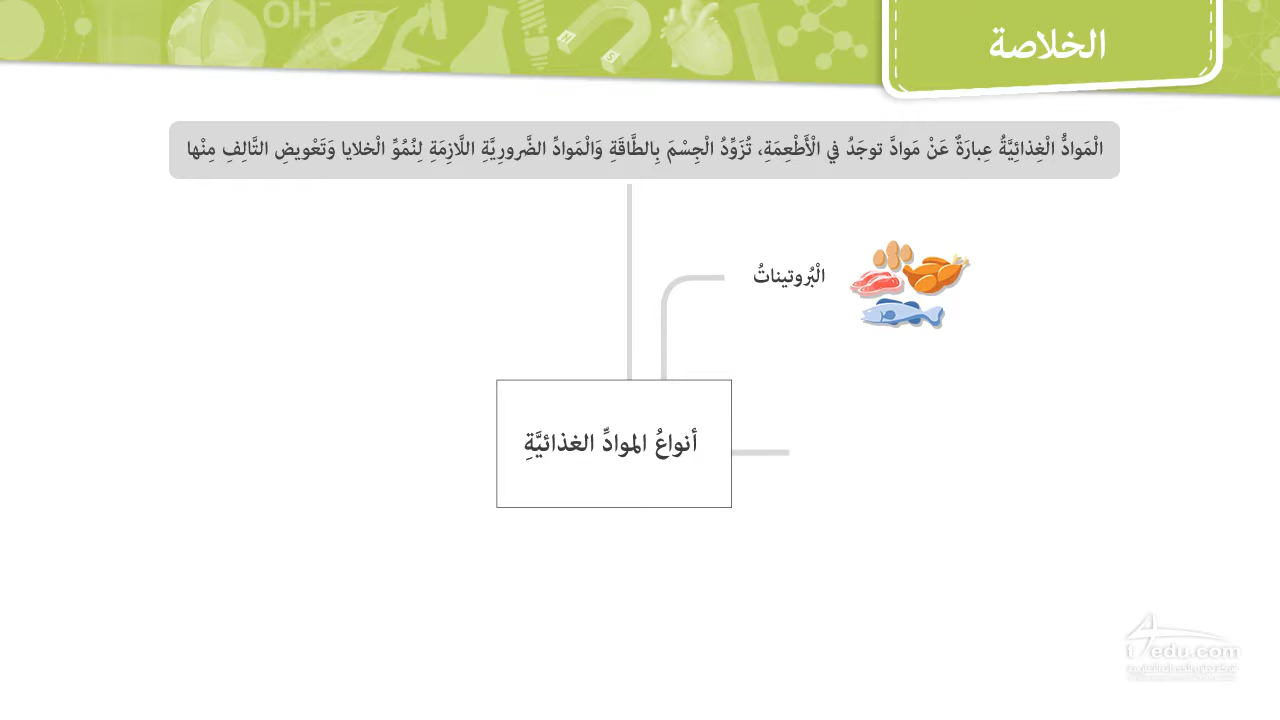 OH⁻
N
S
الخلاصة
الْمَوادُّ الْغِذائِيَّةُ عِبارَةٌ عَنْ مَوادَّ توجَدُ في الْأَطْعِمَةِ، تُزَوِّدُ الْجِسْمَ بِالطَّاقَةِ وَالْمَوادِّ الضَّرورِيَّةِ اللَّازِمَةِ لِنُمُوِّ الْخلايا وَتَعْويضِ التَّالِفِ مِنْها
الْبُروتيناتُ
أنواعُ الموادِّ الغذائيَّةِ
edu.com